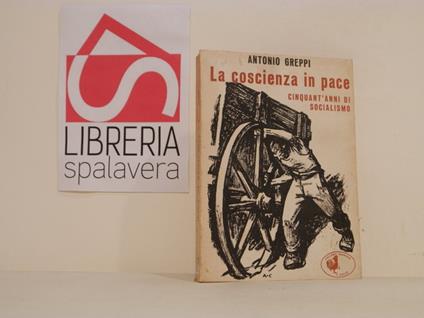 LIBRERIA
spalavera
ANTONIO GREPPI
La coscienza in pace
CINQUANT'ANNI DI
SOCIALISMO